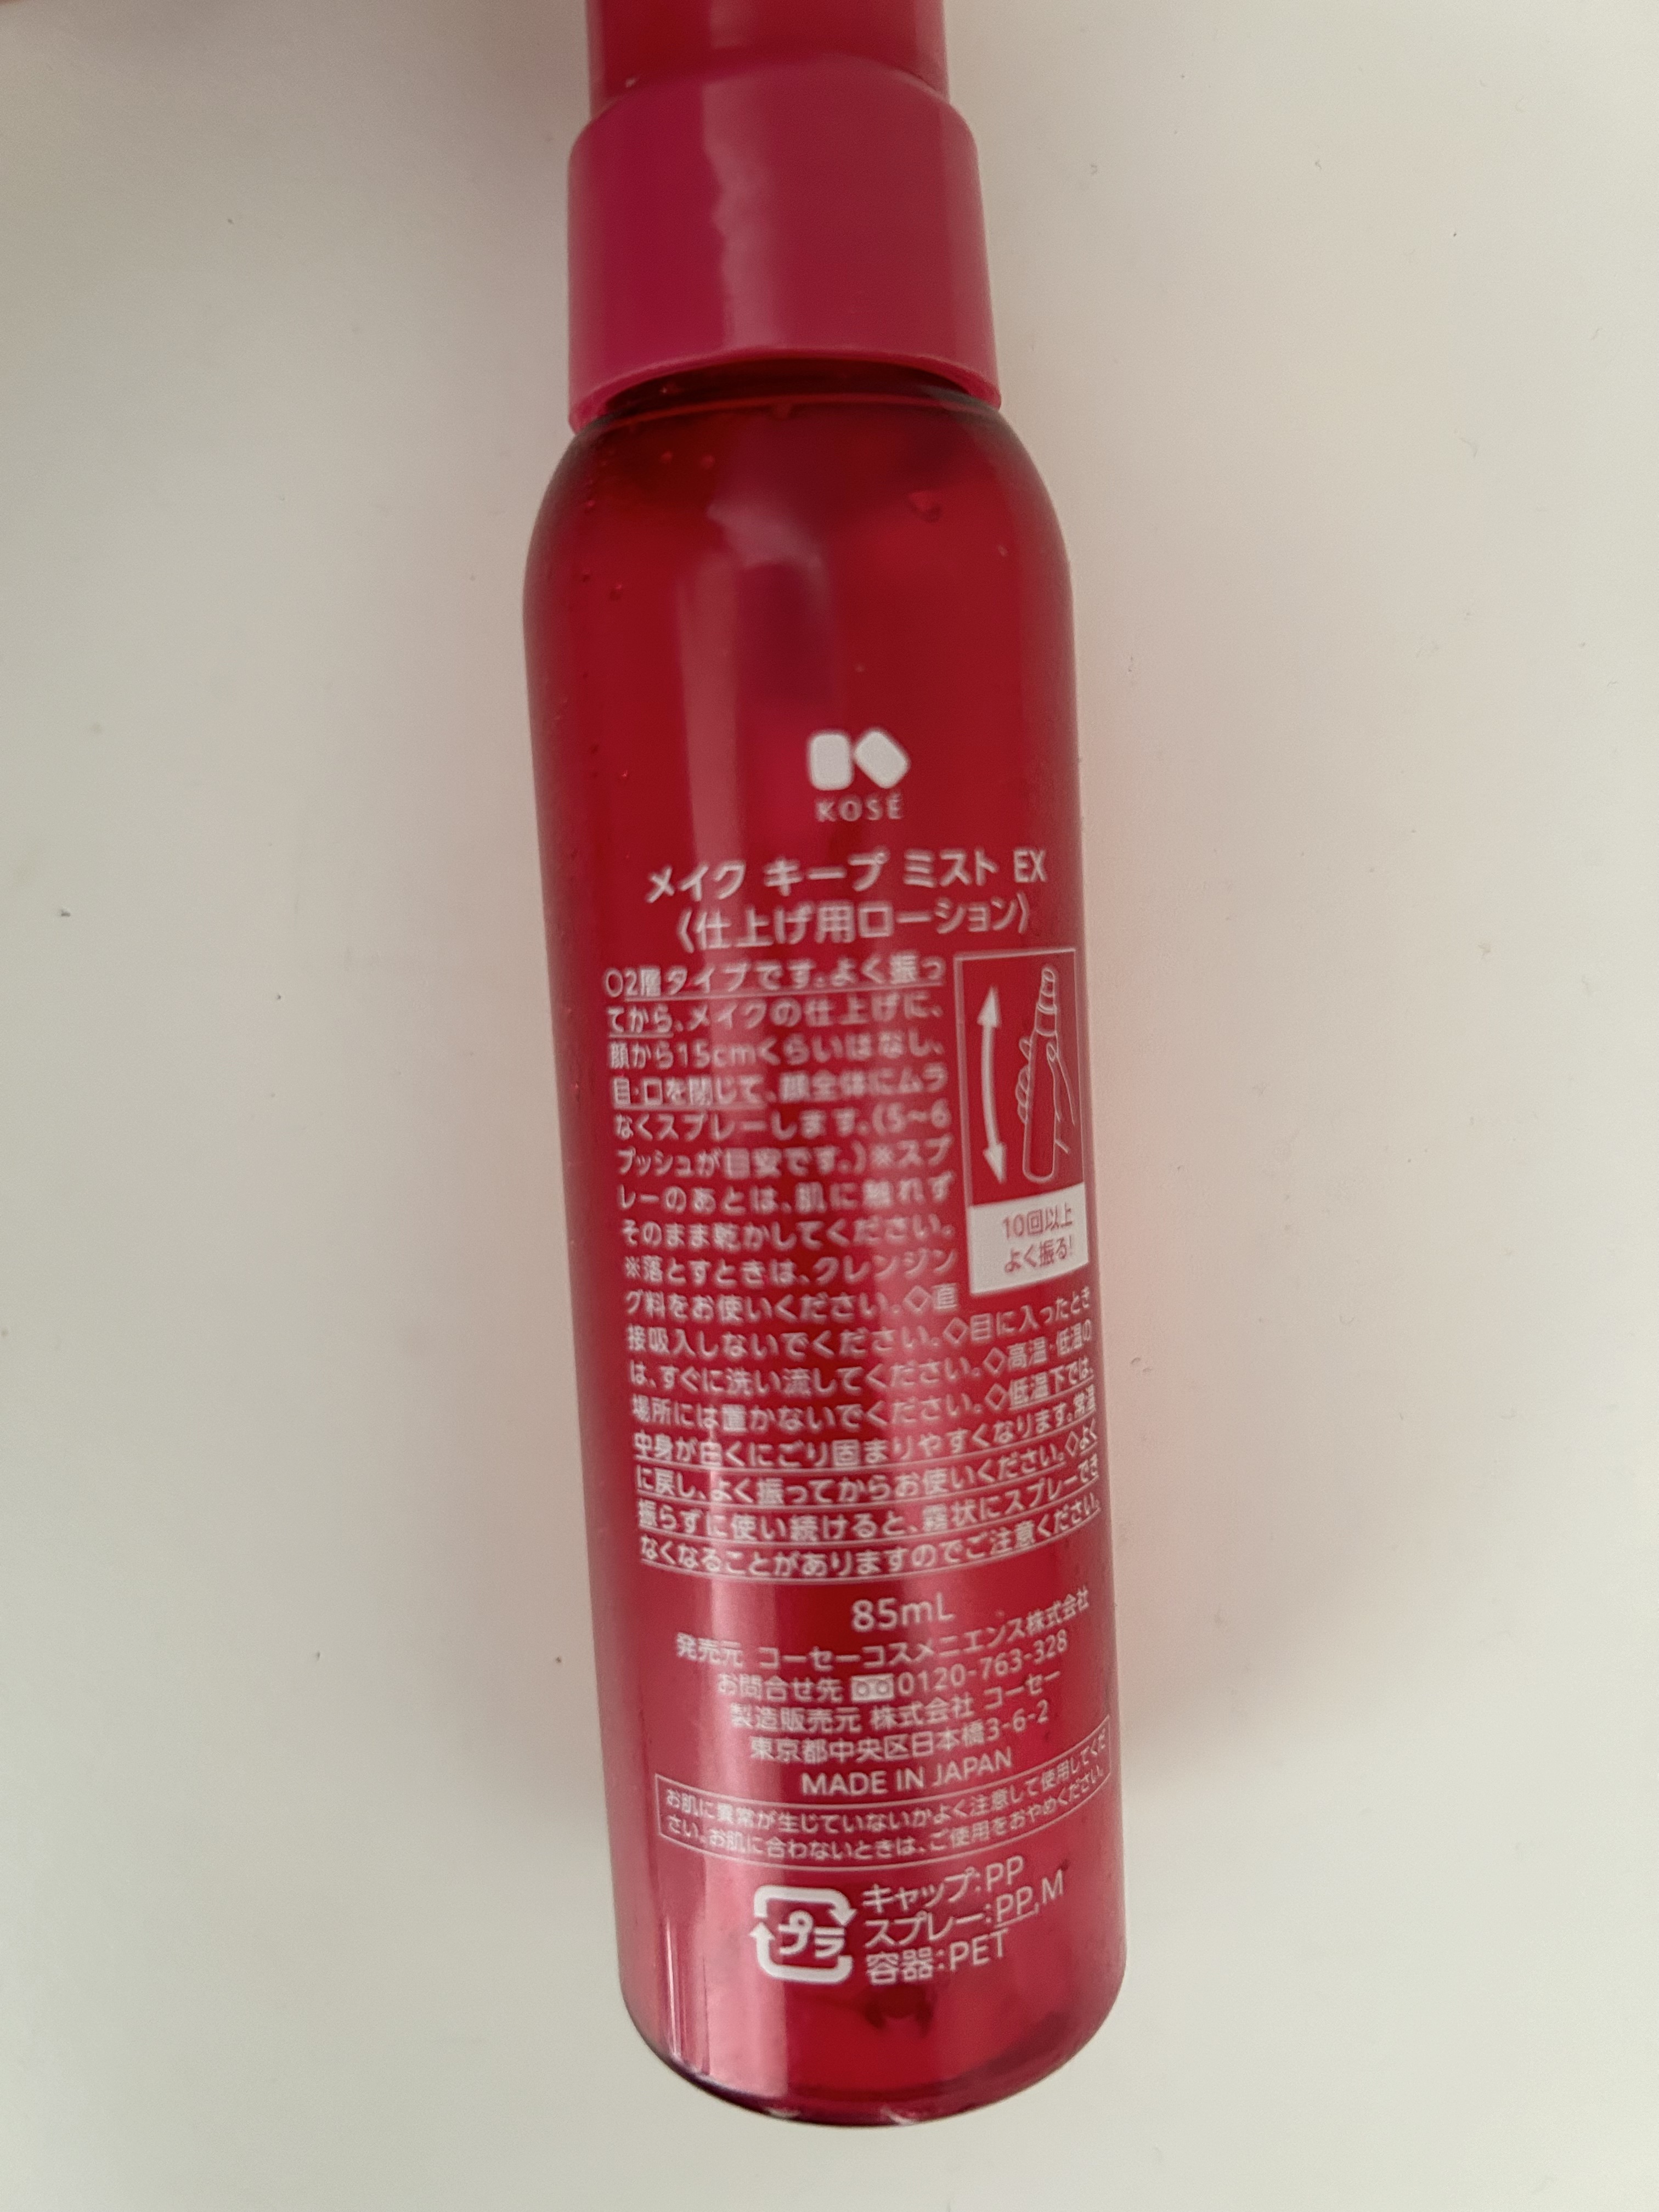 KOSÉ
メイク キープ ミスト EX
〈仕上げ用ローション〉
○2層タイプです。よく振っ
てから、メイクの仕上げに、
顔から15cmくらいはなし、
目・口を閉じて、顔全体にムラ
なくスプレーします。(5〜6
プッシュが目安です。)※スプ
レーのあとは、肌に触れず
そのまま乾かしてください。
※落とすときは、クレンジン
グ料をお使いください。◇直
10回以上
よく振る!
接吸入しないでください。◇目に入ったとき
は、すぐに洗い流してください。◇高温・低温の
場所には置かないでください。◇低温下では、
中身が白くにごり固まりやすくなります。常温
に戻し、よく振ってからお使いください。◇よく
振らずに使い続けると、霧状にスプレーでき
なくなることがありますのでご注意ください。
85mL
発売元 コーセーコスメニエンス株式会社
お問合せ先 0120-763-328
製造販売元 株式会社 コーセー
東京都中央区日本橋3-6-2
MADE IN JAPAN
お肌に異常が生じていないかよく注意して使用してくだ
さい。お肌に合わないときは、ご使用をおやめください。
プラ
キャップ:PP
スプレー:PP,M
容器:PET